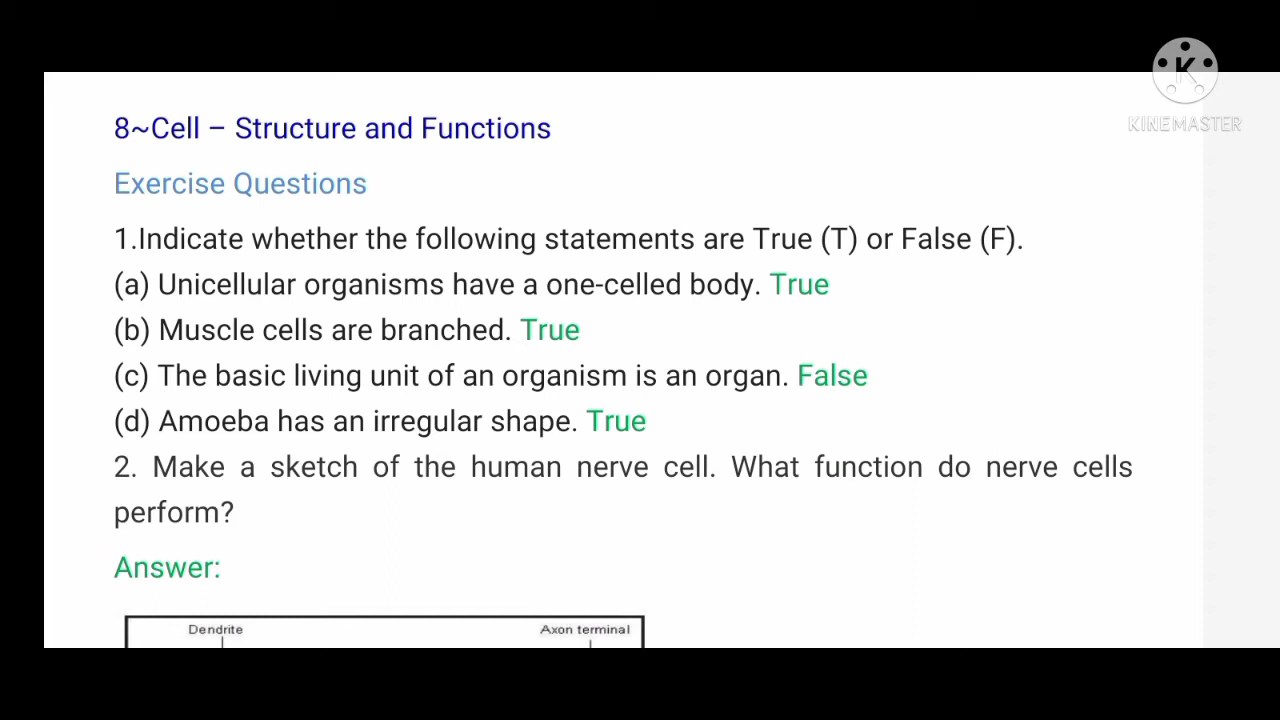 K
KINEMASTER
8~Cell – Structure and Functions
Exercise Questions
1.Indicate whether the following statements are True (T) or False (F).
(a) Unicellular organisms have a one-celled body. True
(b) Muscle cells are branched. True
(c) The basic living unit of an organism is an organ. False
(d) Amoeba has an irregular shape. True
2. Make a sketch of the human nerve cell. What function do nerve cells
perform?
Answer:
Dendrite Axon terminal